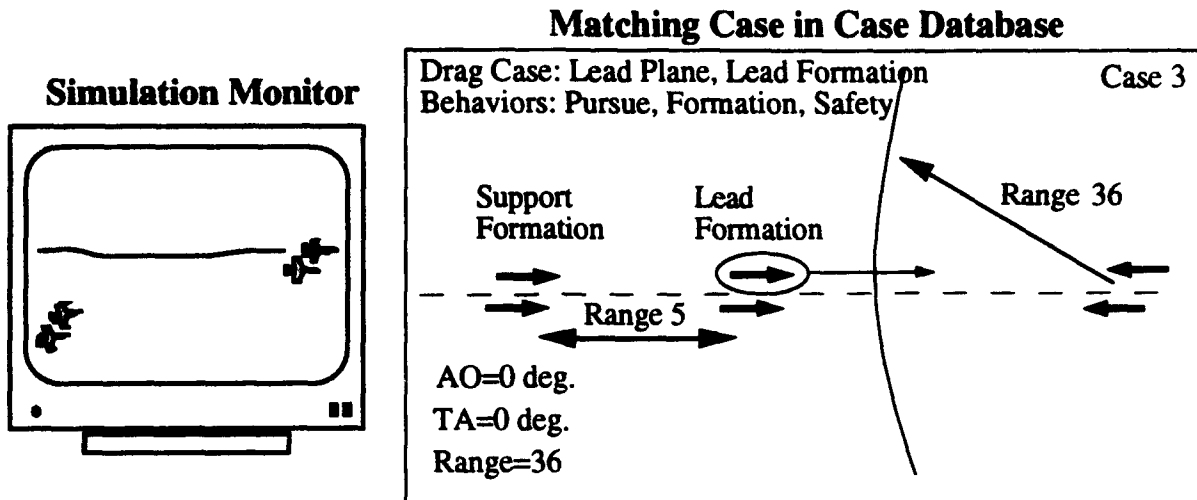 Matching Case in Case Database
Simulation Monitor
Drag Case: Lead Plane, Lead Formation
Case 3
Behaviors: Pursue, Formation, Safety
Support
Formation
Lead
Formation
Range 36
Range 5
AO=0 deg.
TA=0 deg.
Range=36